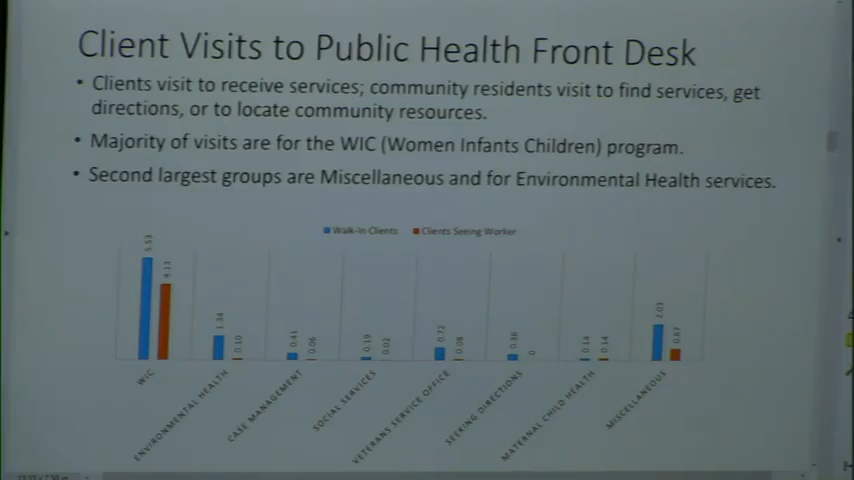 Client Visits to Public Health Front Desk
• Clients visit to receive services; community residents visit to find services, get
directions, or to locate community resources.
• Majority of visits are for the WIC (Women Infants Children) program.
• Second largest groups are Miscellaneous and for Environmental Health services.
Walk-In Clients Clients Seeing Worker
5.53 4.13 1.34 0.10 0.41 0.06 0.19 0.02 0.72 0.08 0.36 0 0.14 0.14 2.03 0.67
WIC
ENVIRONMENTAL HEALTH
CASE MANAGEMENT
SOCIAL SERVICES
VETERANS SERVICE OFFICE
SEEKING DIRECTIONS
MATERNAL CHILD HEALTH
MISCELLANEOUS